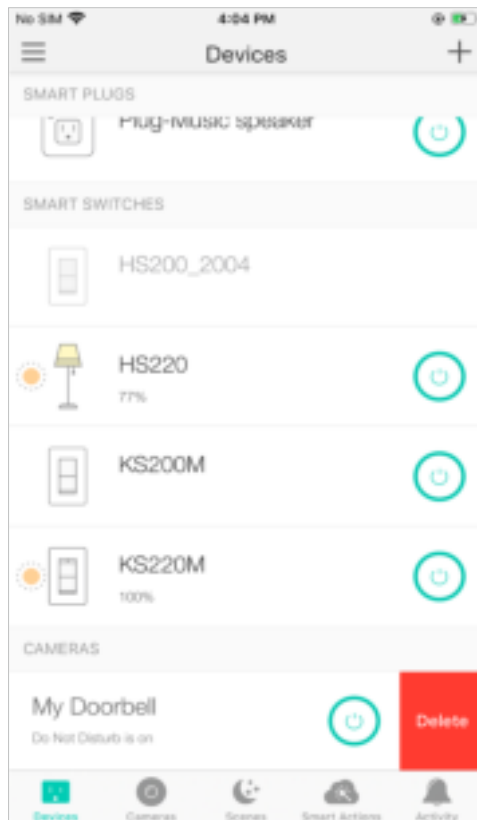 No SIM 4:04 PM
Devices
SMART PLUGS
Plug-Music speaker
SMART SWITCHES
HS200_2004
HS220
77%
KS200M
KS220M
100%
CAMERAS
My Doorbell
Do Not Disturb is on
Delete
Devices Cameras Scenes Smart Actions Activity